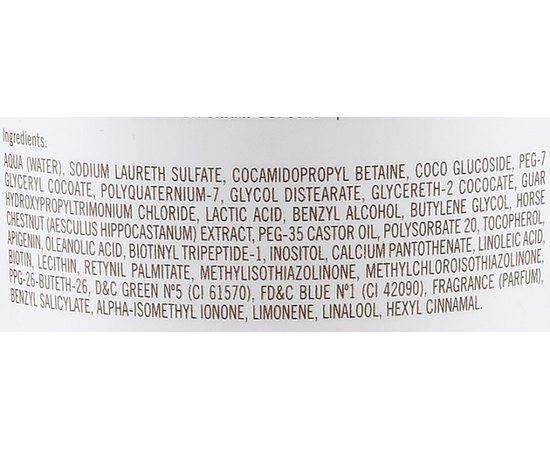 Ingredients:
AQUA (WATER), SODIUM LAURETH SULFATE, COCAMIDOPROPYL BETAINE, COCO GLUCOSIDE, PEG-7
GLYCERYL COCOATE, POLYQUATERNIUM-7, GLYCOL DISTEARATE, GLYCERETH-2 COCOATE, GUAR
HYDROXYPROPYLTRIMONIUM CHLORIDE, LACTIC ACID, BENZYL ALCOHOL, BUTYLENE GLYCOL, HORSE
CHESTNUT (AESCULUS HIPPOCASTANUM) EXTRACT, PEG-35 CASTOR OIL, POLYSORBATE 20, TOCOPHEROL,
APIGENIN, OLEANOLIC ACID, BIOTINYL TRIPEPTIDE-1, INOSITOL, CALCIUM PANTOTHENATE, LINOLEIC ACID,
BIOTIN, LECITHIN, RETYNIL PALMITATE, METHYLISOTHIAZOLINONE, METHYLCHLOROISOTHIAZOLINONE,
PPG-26-BUTETH-26, D&C GREEN Nº5 (CI 61570), FD&C BLUE Nº1 (CI 42090), FRAGRANCE (PARFUM),
BENZYL SALICYLATE, ALPHA-ISOMETHYL IONONE, LIMONENE, LINALOOL, HEXYL CINNAMAL.